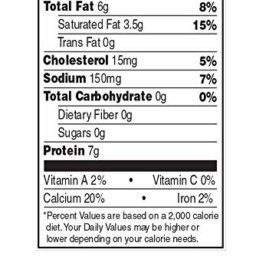 Total Fat 6g 8%
Saturated Fat 3.5g 15%
Trans Fat 0g
Cholesterol 15mg 5%
Sodium 150mg 7%
Total Carbohydrate 0g 0%
Dietary Fiber 0g
Sugars 0g
Protein 7g
Vitamin A 2% • Vitamin C 0%
Calcium 20% • Iron 2%
*Percent Values are based on a 2,000 calorie
diet. Your Daily Values may be higher or
lower depending on your calorie needs.